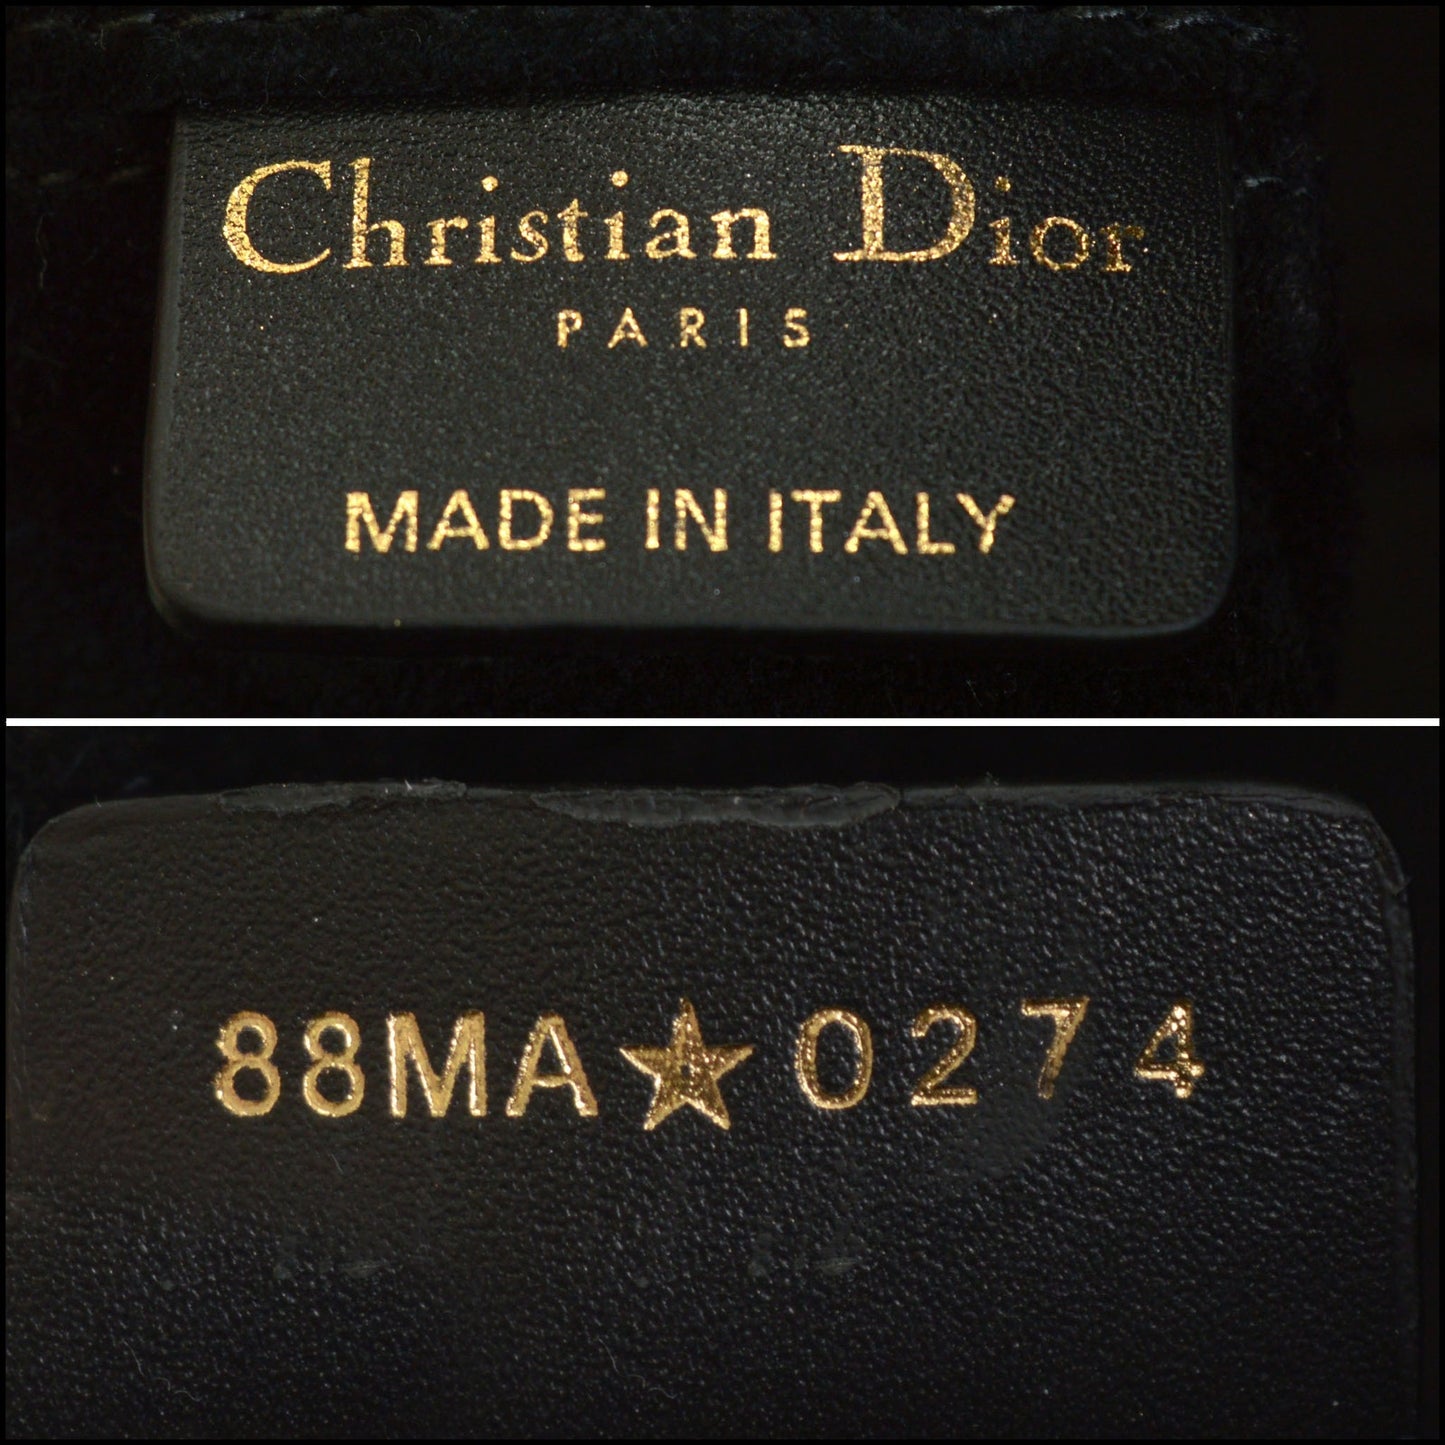 Christian Dior
PARIS
MADE IN ITALY
88MA★0274